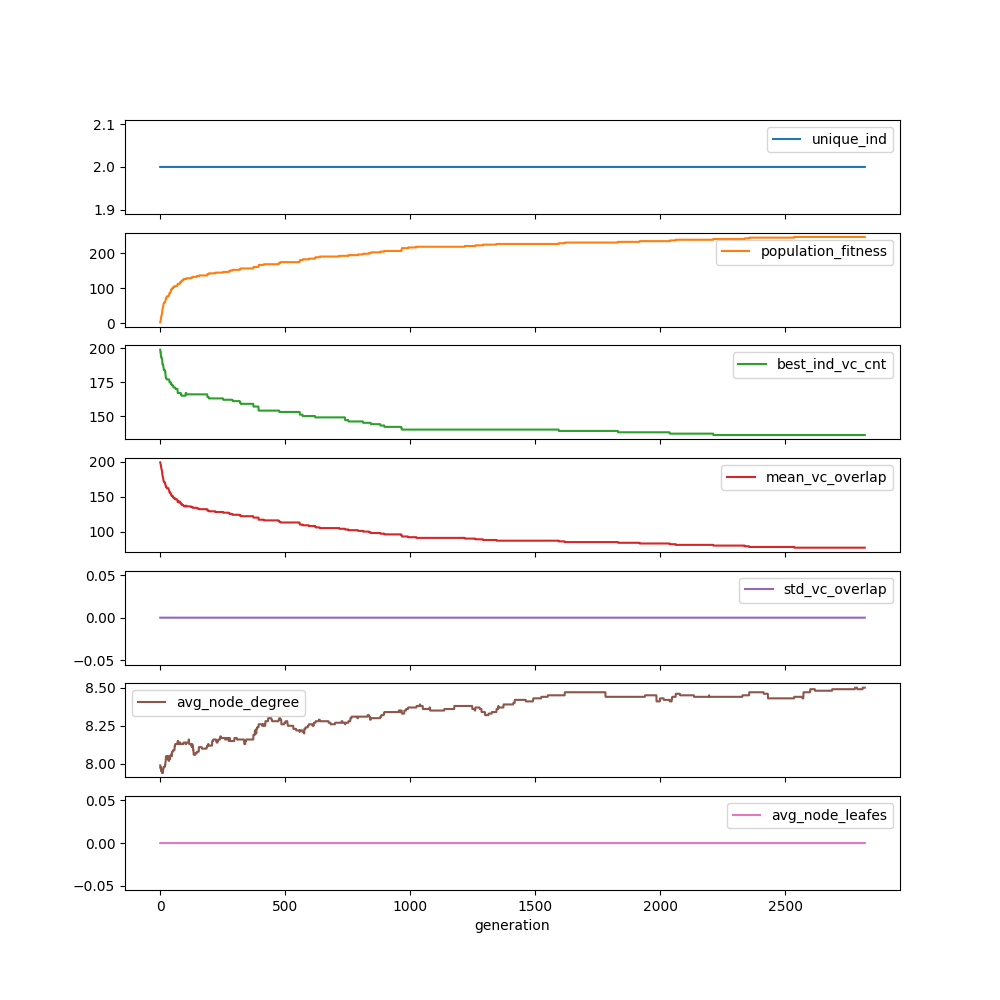 2.1
2.0
1.9
unique_ind
200
100
0
population_fitness
200
175
150
best_ind_vc_cnt
200
150
100
mean_vc_overlap
0.05
0.00
−0.05
std_vc_overlap
8.50
8.25
8.00
avg_node_degree
0.05
0.00
−0.05
avg_node_leafes
0 500 1000 1500 2000 2500
generation